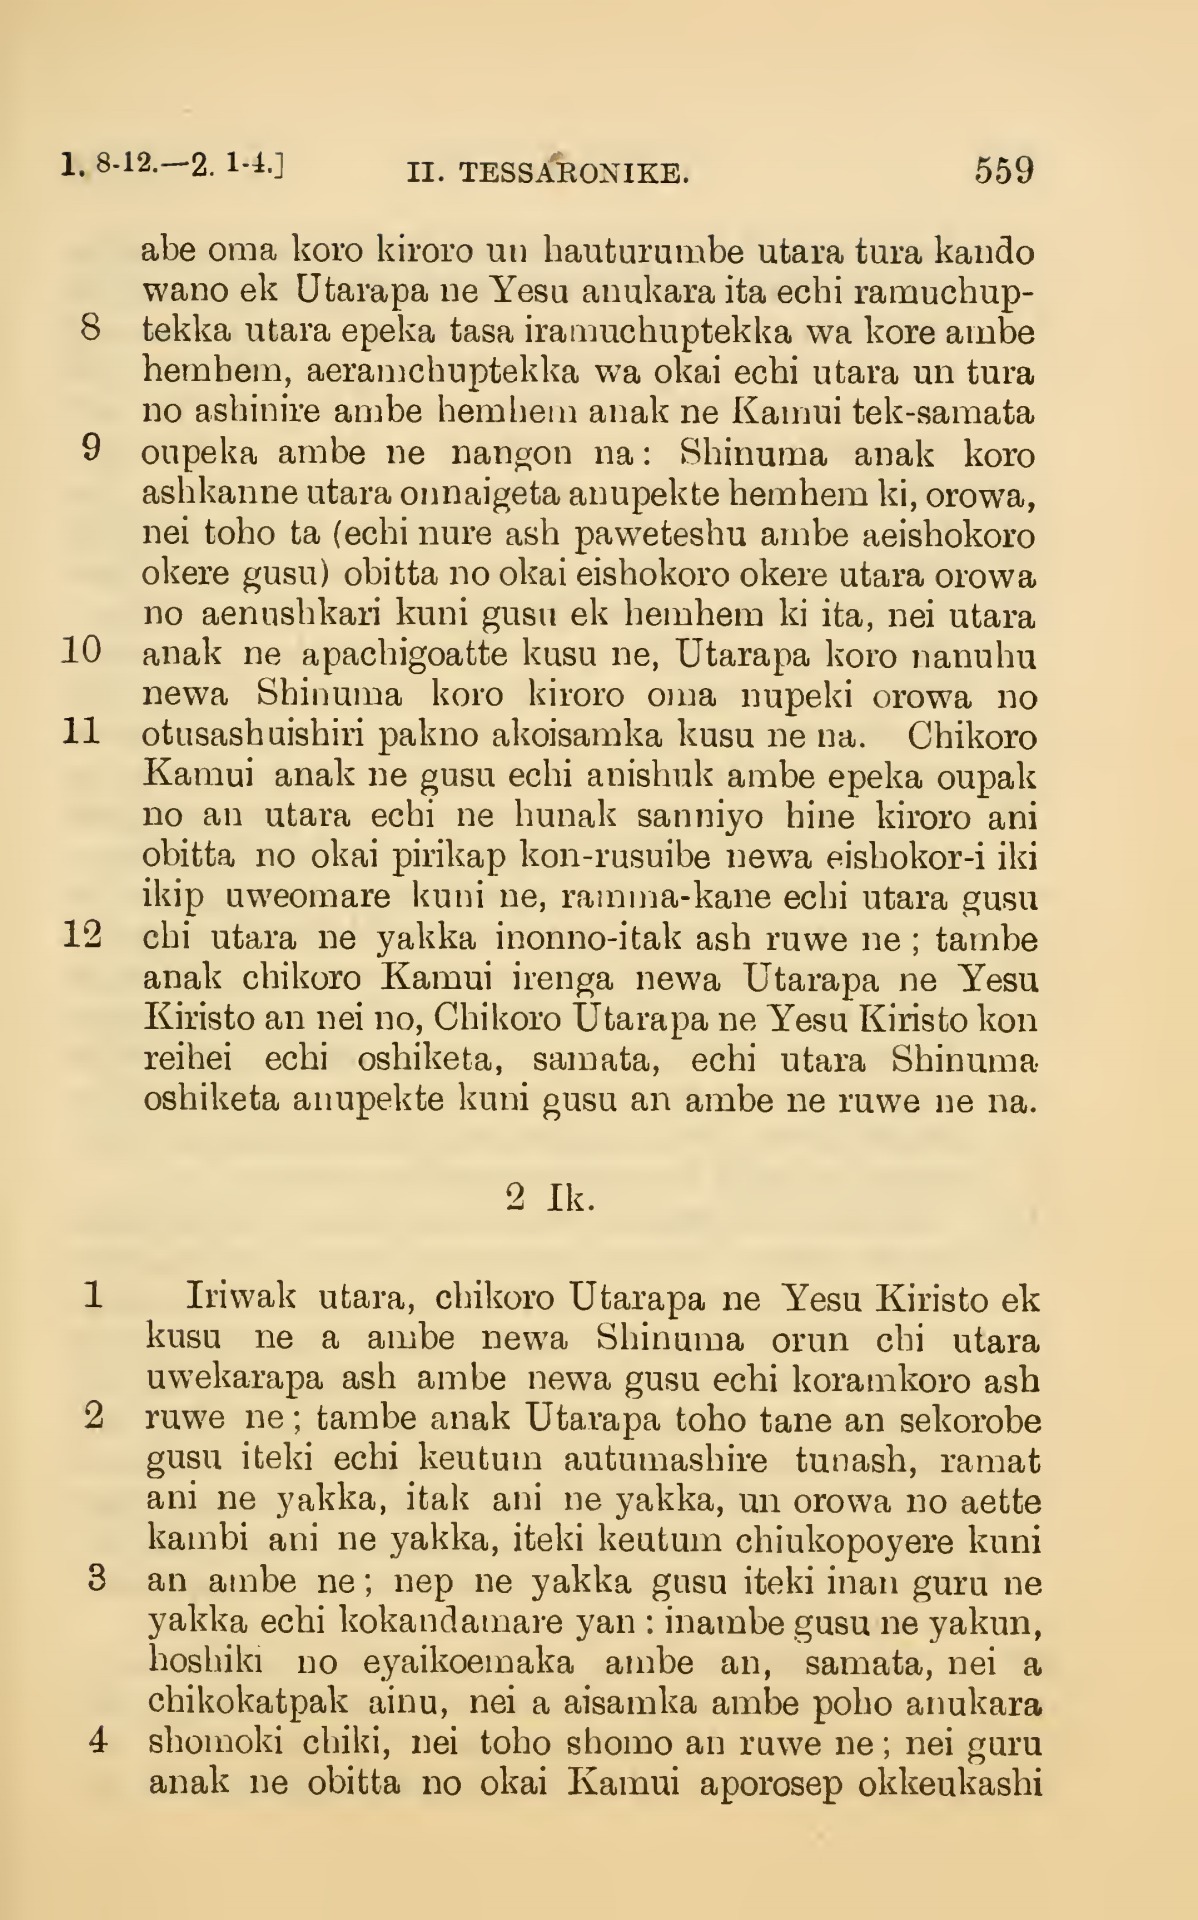 1. 8-12.—2. 1-4.] II. TESSARONIKE. 559
abe oma koro kiroro un hauturumbe utara tura kando
wano ek Utarapa ne Yesu anukara ita echi ramuchup-
8 tekka utara epeka tasa iramuchuptekka wa kore ambe
hemhem, aeramchuptekka wa okai echi utara un tura
no ashinire ambe hemhem anak ne Kamui tek-samata
9 oupeka ambe ne nangon na: Shinuma anak koro
ashkanne utara onnaigeta anupekte hemhem ki, orowa,
nei toho ta (echi nure ash paweteshu ambe aeishokoro
okere gusu) obitta no okai eishokoro okere utara orowa
no aenushkari kuni gusu ek hemhem ki ita, nei utara
10 anak ne apachigoatte kusu ne, Utarapa koro nanuhu
newa Shinuma koro kiroro oma nupeki orowa no
11 otusashuishiri pakno akoisamka kusu ne na. Chikoro
Kamui anak ne gusu echi anishuk ambe epeka oupak
no an utara echi ne hunak sanniyo hine kiroro ani
obitta no okai pirikap kon-rusuibe newa eishokor-i iki
ikip uweomare kuni ne, ramma-kane echi utara gusu
12 chi utara ne yakka inonno-itak ash ruwe ne; tambe
anak chikoro Kamui irenga newa Utarapa ne Yesu
Kiristo an nei no, Chikoro Utarapa ne Yesu Kiristo kon
reihei echi oshiketa, samata, echi utara Shinuma
oshiketa anupekte kuni gusu an ambe ne ruwe ne na.
2 Ik.
1 Iriwak utara, chikoro Utarapa ne Yesu Kiristo ek
kusu ne a ambe newa Shinuma orun chi utara
uwekarapa ash ambe newa gusu echi koramkoro ash
2 ruwe ne; tambe anak Utarapa toho tane an sekorobe
gusu iteki echi keutum autumashire tunash, ramat
ani ne yakka, itak ani ne yakka, un orowa no aette
kambi ani ne yakka, iteki keutum chiukopoyere kuni
3 an ambe ne; nep ne yakka gusu iteki inan guru ne
yakka echi kokandamare yan: inambe gusu ne yakun,
hoshiki no eyaikoemaka ambe an, samata, nei a
chikokatpak ainu, nei a aisamka ambe poho anukara
4 shomoki chiki, nei toho shomo an ruwe ne; nei guru
anak ne obitta no okai Kamui aporosep okkeukashi